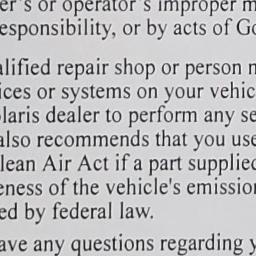 er's or operator's improper m
esponsibility, or by acts of Go
alified repair shop or person n
ices or systems on your vehic
olaris dealer to perform any se
also recommends that you use
lean Air Act if a part supplied
eness of the vehicle's emission
ed by federal law.
ave any questions regarding y